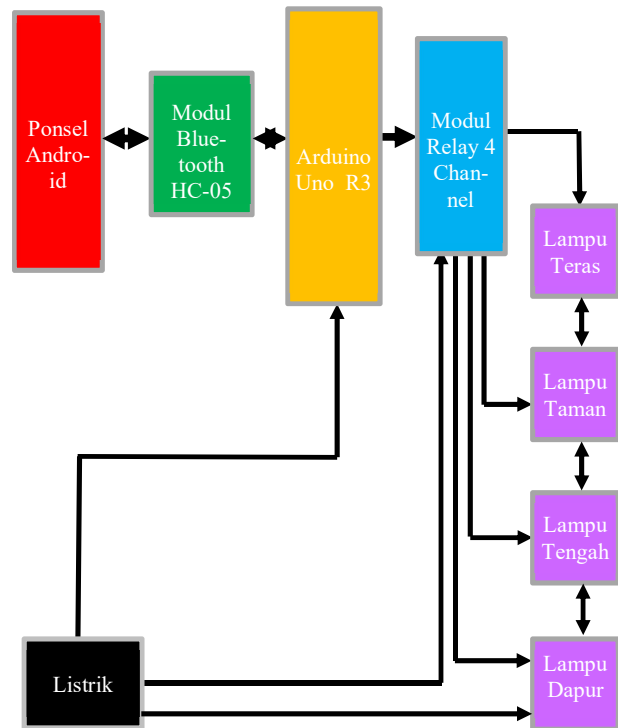 Ponsel
Andro-
id
Modul
Blue-
tooth
HC-05
Arduino
Uno R3
Modul
Relay 4
Chan-
nel
Lampu
Teras
Lampu
Taman
Lampu
Tengah
Lampu
Dapur
Listrik